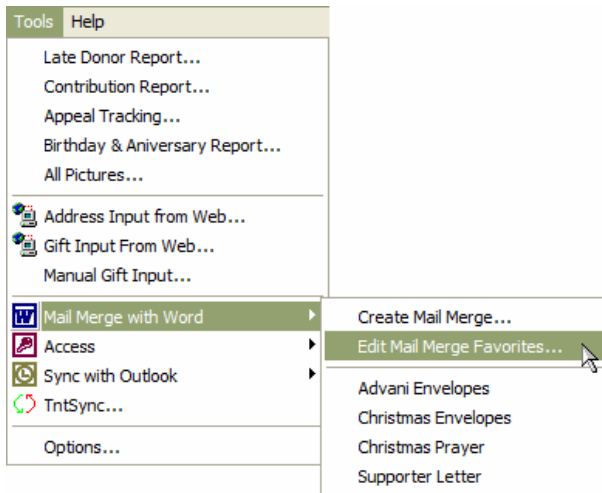 Tools Help
Late Donor Report...
Contribution Report...
Appeal Tracking...
Birthday & Aniversary Report...
All Pictures...
Address Input from Web...
Gift Input From Web...
Manual Gift Input...
Mail Merge with Word
Access
Sync with Outlook
TntSync...
Options...
Create Mail Merge...
Edit Mail Merge Favorites...
Advani Envelopes
Christmas Envelopes
Christmas Prayer
Supporter Letter